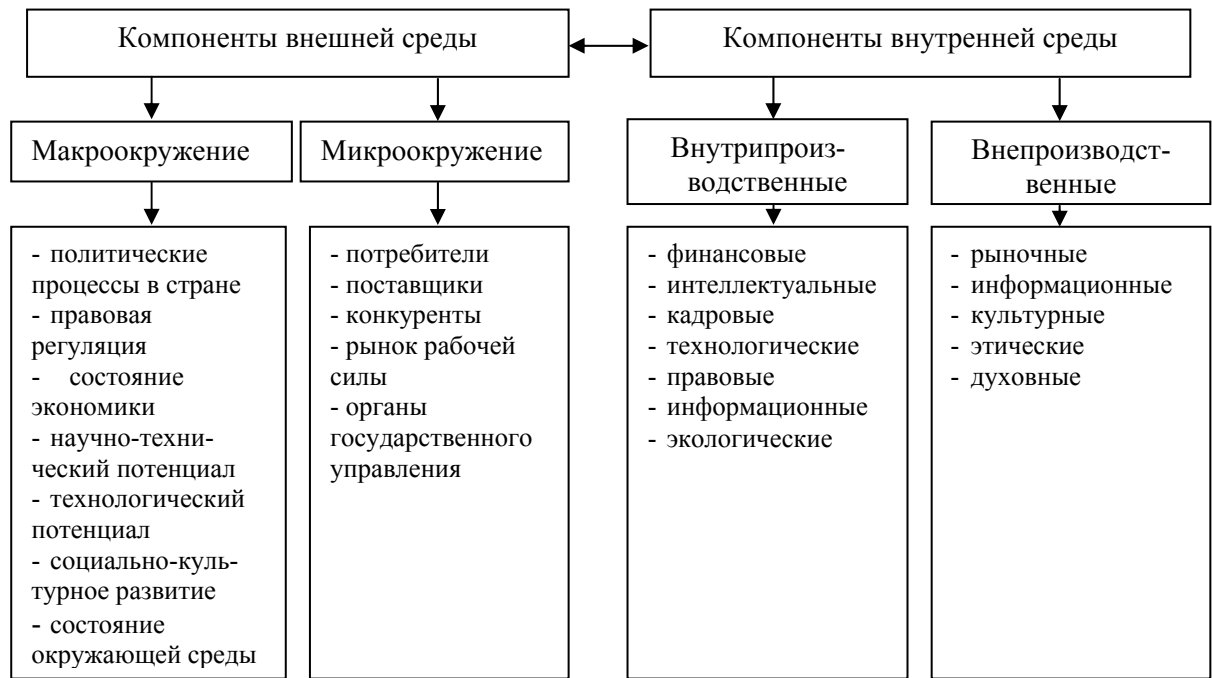 Компоненты внешней среды
Компоненты внутренней среды
Макроокружение
Микроокружение
Внутрипроиз-
водственные
Внепроизводст-
венные
- политические
процессы в стране
- правовая
регуляция
- состояние
экономики
- научно-техни-
ческий потенциал
- технологический
потенциал
- социально-куль-
турное развитие
- состояние
окружающей среды
- потребители
- поставщики
- конкуренты
- рынок рабочей
силы
- органы
государственного
управления
- финансовые
- интеллектуальные
- кадровые
- технологические
- правовые
- информационные
- экологические
- рыночные
- информационные
- культурные
- этические
- духовные